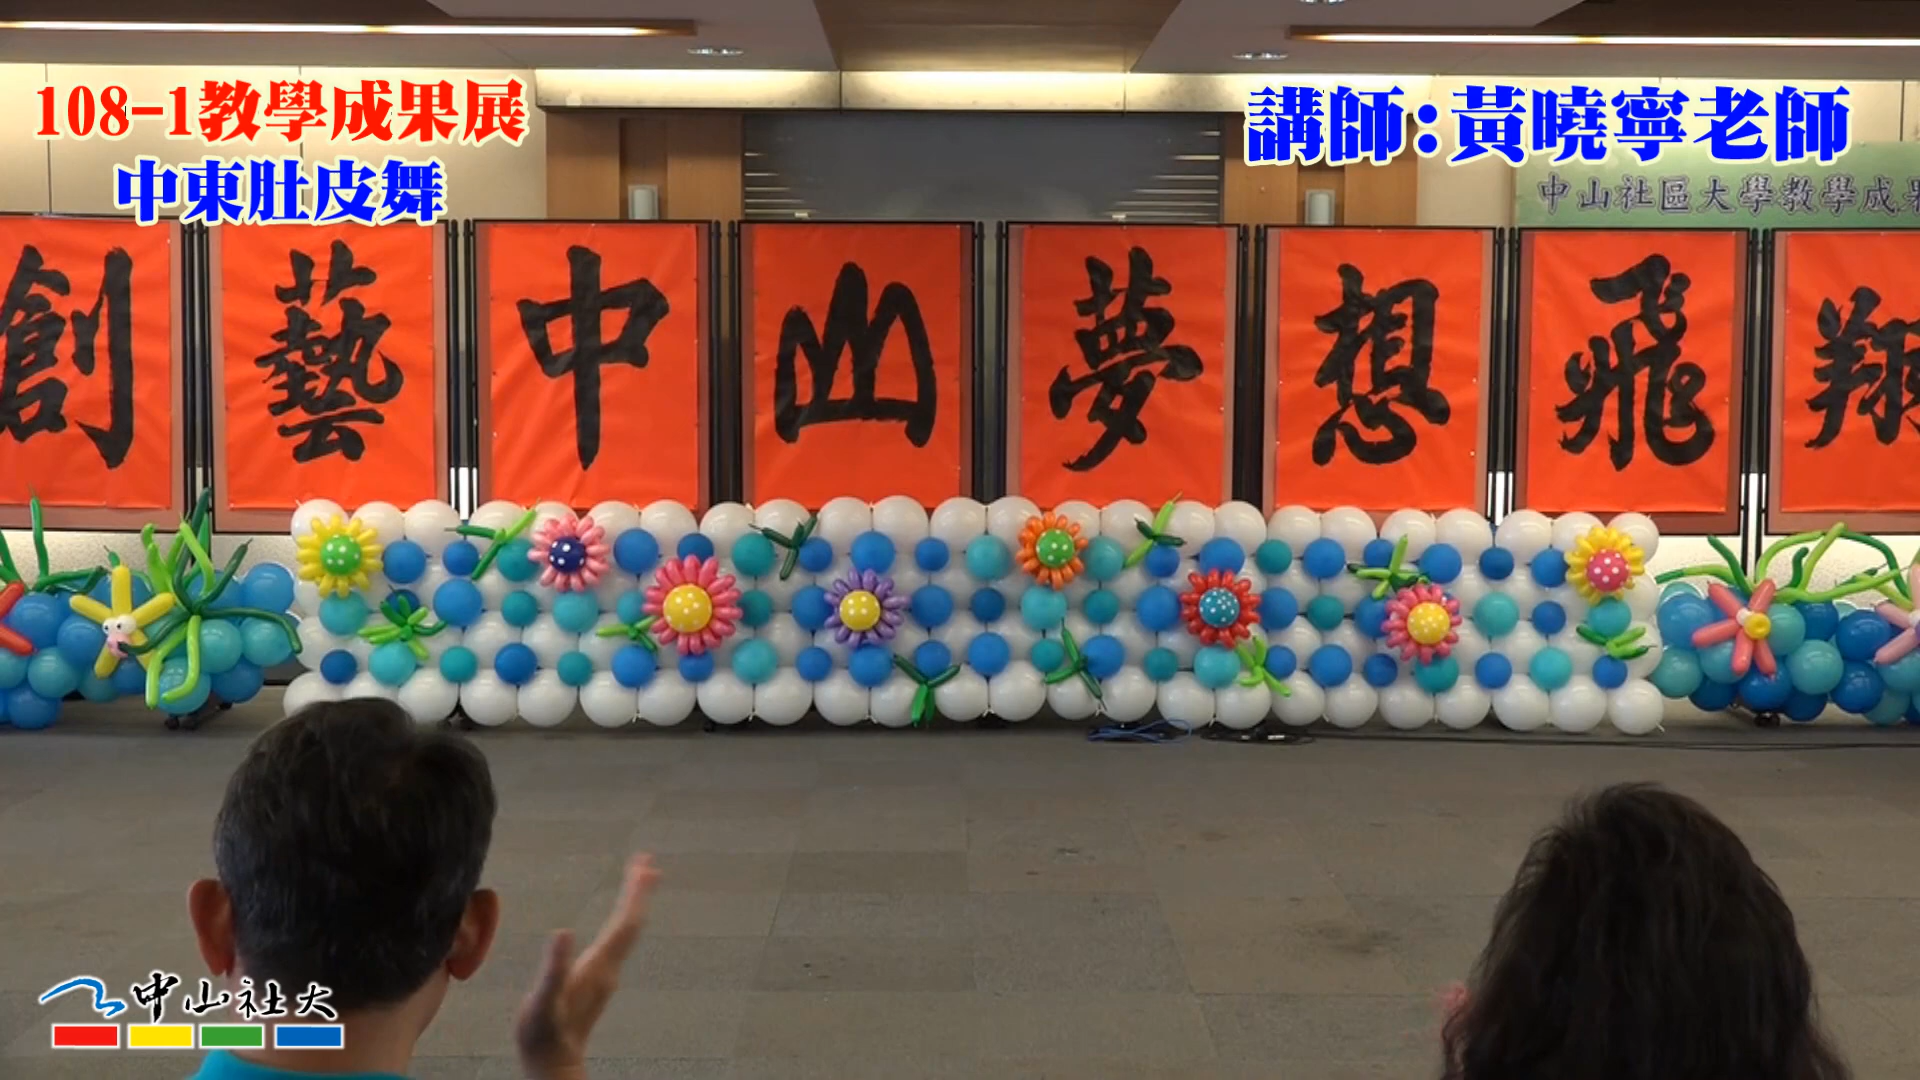 108-1教學成果展
中東肚皮舞
講師:黃曉寧老師
中山社區大學教學成果
創藝中山夢想飛翔
中山社大